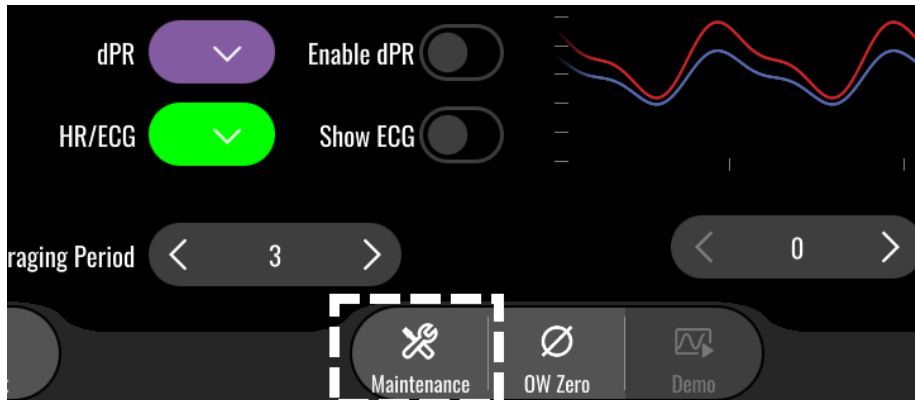 dPR
Enable dPR
HR/ECG
Show ECG
raging Period
3
0
Maintenance
OW Zero
Demo